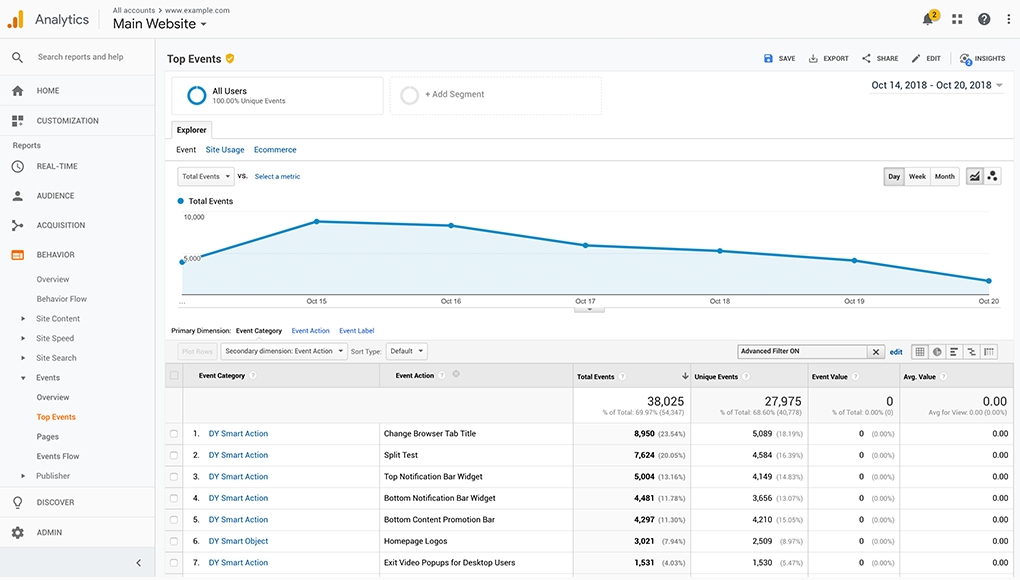 Analytics
All accounts > www.example.com
Main Website
2
Search reports and help
HOME
CUSTOMIZATION
Reports
REAL-TIME
AUDIENCE
ACQUISITION
BEHAVIOR
Overview
Behavior Flow
Site Content
Site Speed
Site Search
Events
Overview
Top Events
Pages
Events Flow
Publisher
DISCOVER
ADMIN
Top Events
SAVE EXPORT SHARE EDIT 2 INSIGHTS
All Users
100.00% Unique Events
+ Add Segment
Oct 14, 2018 - Oct 20, 2018
Explorer
Event Site Usage Ecommerce
Total Events VS. Select a metric
Day Week Month
Total Events
10,000
5,000
... Oct 15 Oct 16 Oct 17 Oct 18 Oct 19 Oct 20
Primary Dimension: Event Category Event Action Event Label
Plot Rows Secondary dimension: Event Action Sort Type: Default Advanced Filter ON edit
Event Category ? Event Action ? Total Events ? Unique Events ? Event Value ? Avg. Value ?
38,025 27,975 0 0.00
% of Total: 69.97% (54,347) % of Total: 68.60% (40,778) % of Total: 0.00% (0) Avg for View: 0.00 (0.00%)
1. DY Smart Action Change Browser Tab Title 8,950 (23.54%) 5,089 (18.19%) 0 (0.00%) 0.00
2. DY Smart Action Split Test 7,624 (20.05%) 4,584 (16.39%) 0 (0.00%) 0.00
3. DY Smart Action Top Notification Bar Widget 5,004 (13.16%) 4,149 (14.83%) 0 (0.00%) 0.00
4. DY Smart Action Bottom Notification Bar Widget 4,481 (11.78%) 3,656 (13.07%) 0 (0.00%) 0.00
5. DY Smart Action Bottom Content Promotion Bar 4,297 (11.30%) 4,210 (15.05%) 0 (0.00%) 0.00
6. DY Smart Object Homepage Logos 3,021 (7.94%) 2,509 (8.97%) 0 (0.00%) 0.00
7. DY Smart Action Exit Video Popups for Desktop Users 1,531 (4.03%) 1,530 (5.47%) 0 (0.00%) 0.00